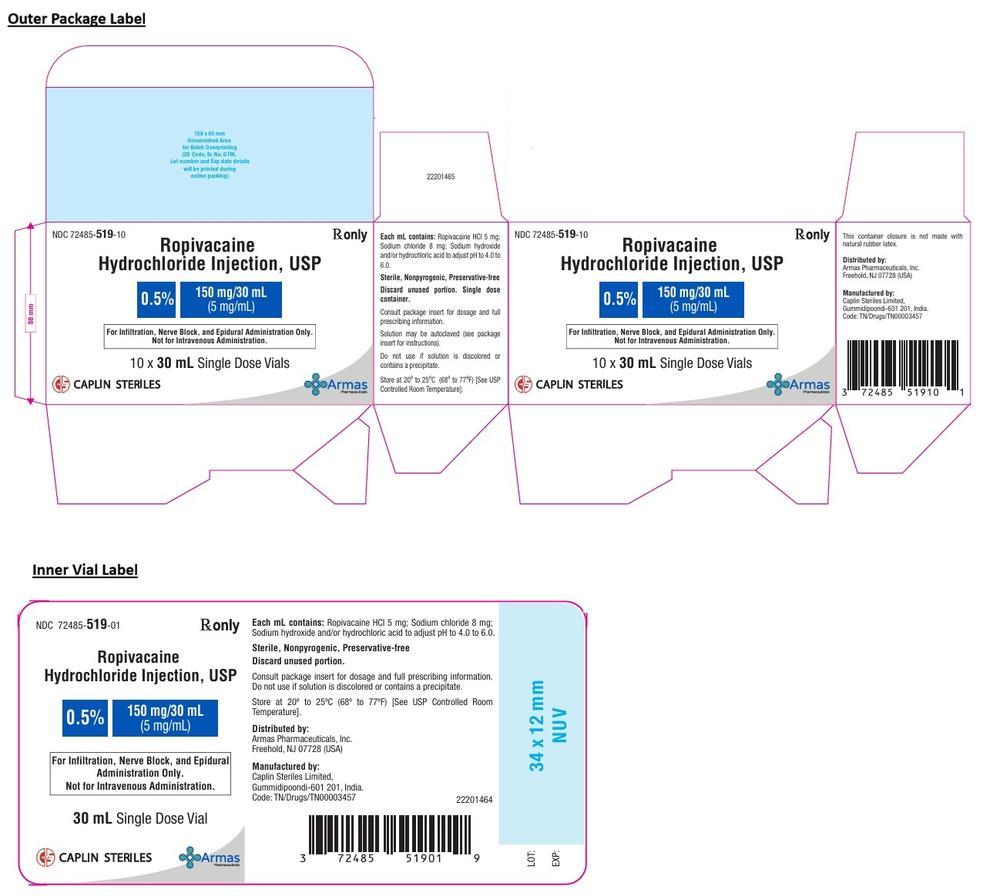 Outer Package Label
158 x 65 mm
Unvarnished Area
for Batch Overprinting
(2D Code, Sr. No, GTIN,
Lot number and Exp date details
will be printed during
online packing)
22201465
88 mm
NDC 72485-519-10
Rx only
Ropivacaine
Hydrochloride Injection, USP
0.5%
150 mg/30 mL
(5 mg/mL)
For Infiltration, Nerve Block, and Epidural Administration Only.
Not for Intravenous Administration.
10 x 30 mL Single Dose Vials
CAPLIN STERILES
Armas
Pharmaceuticals
Each mL contains: Ropivacaine HCl 5 mg;
Sodium chloride 8 mg; Sodium hydroxide
and/or hydrochloric acid to adjust pH to 4.0 to
6.0.
Sterile, Nonpyrogenic, Preservative-free
Discard unused portion. Single dose
container.
Consult package insert for dosage and full
prescribing information.
Solution may be autoclaved (see package
insert for instructions).
Do not use if solution is discolored or
contains a precipitate.
Store at 20º to 25ºC (68º to 77ºF) [See USP
Controlled Room Temperature].
NDC 72485-519-10
Rx only
Ropivacaine
Hydrochloride Injection, USP
0.5%
150 mg/30 mL
(5 mg/mL)
For Infiltration, Nerve Block, and Epidural Administration Only.
Not for Intravenous Administration.
10 x 30 mL Single Dose Vials
CAPLIN STERILES
Armas
Pharmaceuticals
This container closure is not made with
natural rubber latex.
Distributed by:
Armas Pharmaceuticals, Inc.
Freehold, NJ 07728 (USA)
Manufactured by:
Caplin Steriles Limited,
Gummidipoondi-601 201, India.
Code: TN/Drugs/TN00003457
3 72485 51910 1
Inner Vial Label
NDC 72485-519-01
Rx only
Ropivacaine
Hydrochloride Injection, USP
0.5%
150 mg/30 mL
(5 mg/mL)
For Infiltration, Nerve Block, and Epidural
Administration Only.
Not for Intravenous Administration.
30 mL Single Dose Vial
CAPLIN STERILES
Armas
Pharmaceuticals
Each mL contains: Ropivacaine HCl 5 mg; Sodium chloride 8 mg;
Sodium hydroxide and/or hydrochloric acid to adjust pH to 4.0 to 6.0.
Sterile, Nonpyrogenic, Preservative-free
Discard unused portion.
Consult package insert for dosage and full prescribing information.
Do not use if solution is discolored or contains a precipitate.
Store at 20º to 25ºC (68º to 77ºF) [See USP Controlled Room
Temperature].
Distributed by:
Armas Pharmaceuticals, Inc.
Freehold, NJ 07728 (USA)
Manufactured by:
Caplin Steriles Limited,
Gummidipoondi-601 201, India.
Code: TN/Drugs/TN00003457
22201464
3 72485 51901 9
34 x 12 mm
NUV
LOT:
EXP: